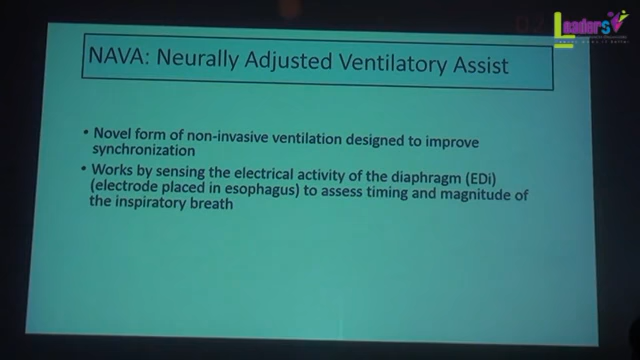 Leaders
NAVA: Neurally Adjusted Ventilatory Assist
• Novel form of non-invasive ventilation designed to improve
synchronization
• Works by sensing the electrical activity of the diaphragm (EDi)
(electrode placed in esophagus) to assess timing and magnitude of
the inspiratory breath